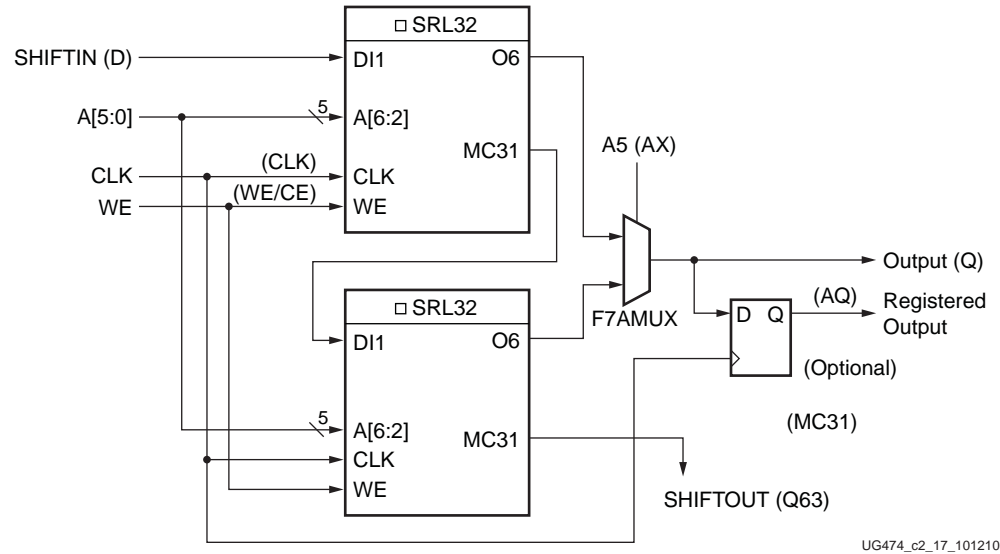 □ SRL32
SHIFTIN (D)
DI1
O6
A[5:0]
5
A[6:2]
MC31
A5 (AX)
CLK
(CLK)
CLK
WE
(WE/CE)
WE
Output (Q)
F7AMUX
D Q
(AQ)
Registered
Output
(Optional)
□ SRL32
DI1
O6
5
A[6:2]
MC31
(MC31)
CLK
WE
SHIFTOUT (Q63)
UG474_c2_17_101210